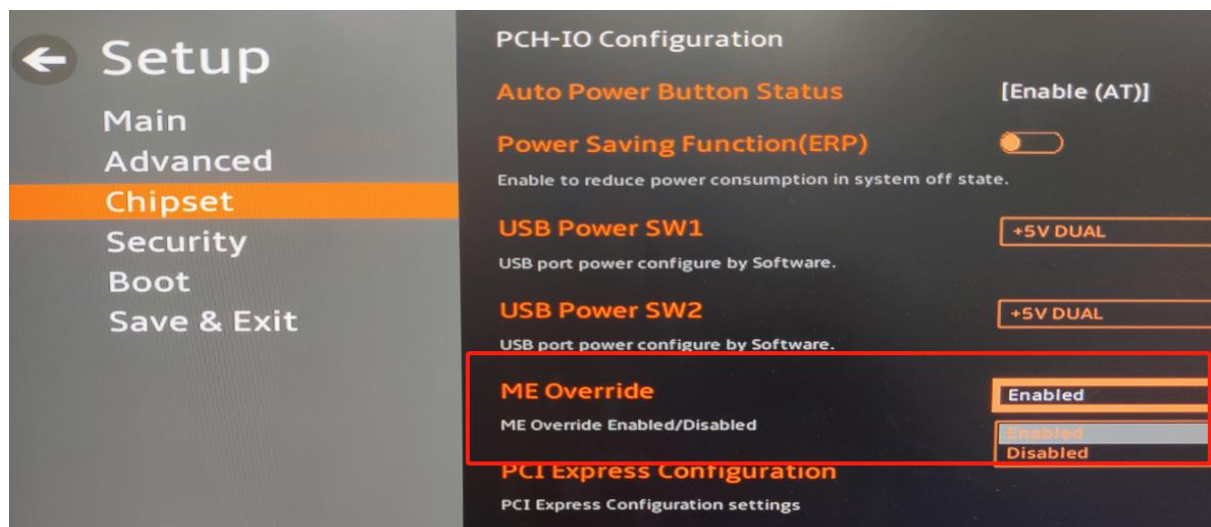 Setup
Main
Advanced
Chipset
Security
Boot
Save & Exit
PCH-IO Configuration
Auto Power Button Status [Enable (AT)]
Power Saving Function(ERP)
Enable to reduce power consumption in system off state.
USB Power SW1 +5V DUAL
USB port power configure by Software.
USB Power SW2 +5V DUAL
USB port power configure by Software.
ME Override Enabled
ME Override Enabled/Disabled
Enabled
Disabled
PCI Express Configuration
PCI Express Configuration settings